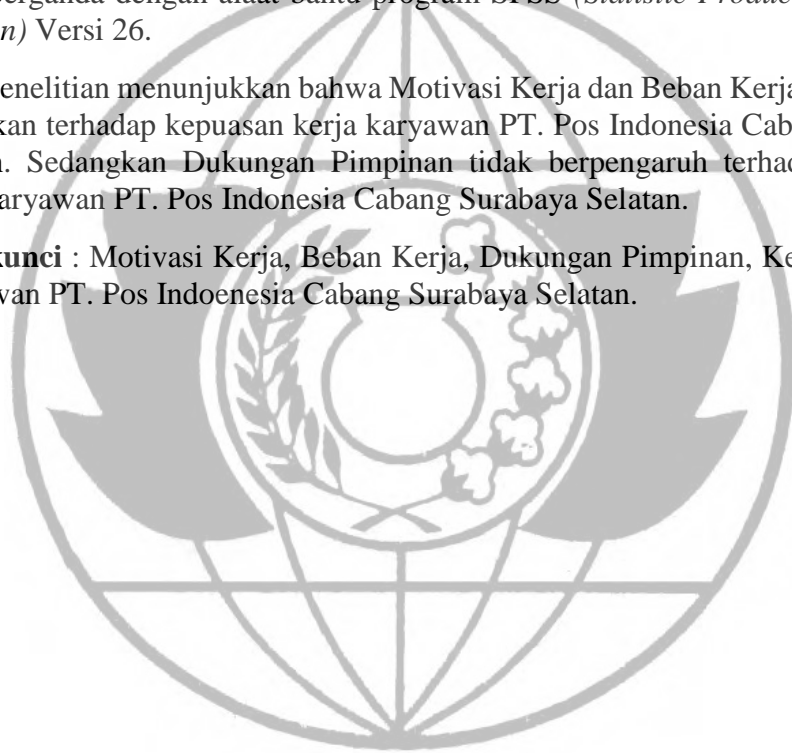 erganda dengan alaat bantu program SPSS (Statistic Produc
n) Versi 26.
enelitian menunjukkan bahwa Motivasi Kerja dan Beban Kerja
kan terhadap kepuasan kerja karyawan PT. Pos Indonesia Cab
n. Sedangkan Dukungan Pimpinan tidak berpengaruh terhad
aryawan PT. Pos Indonesia Cabang Surabaya Selatan.
kunci : Motivasi Kerja, Beban Kerja, Dukungan Pimpinan, Ke
wan PT. Pos Indoenesia Cabang Surabaya Selatan.